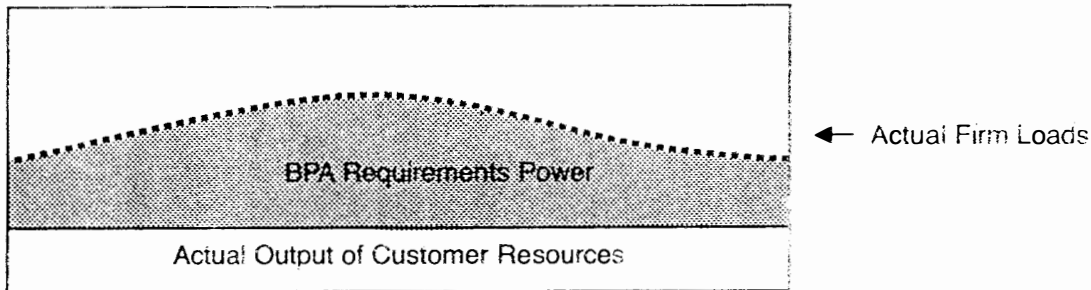 Actual Firm Loads
BPA Requirements Power
Actual Output of Customer Resources